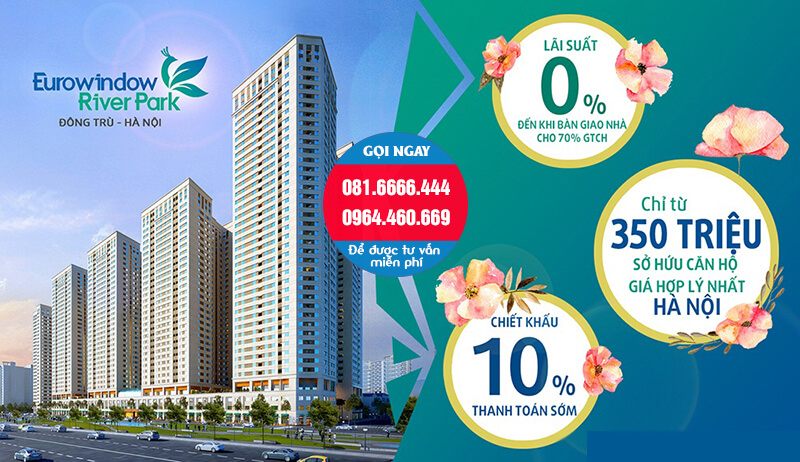 Eurowindow
River Park
ĐÔNG TRÙ - HÀ NỘI
GỌI NGAY
081.6666.444
0964.460.669
Để được tư vấn
miễn phí
LÃI SUẤT
0%
ĐẾN KHI BÀN GIAO NHÀ
CHO 70% GTCH
Chỉ từ
350 TRIỆU
SỞ HỮU CĂN HỘ
GIÁ HỢP LÝ NHẤT
HÀ NỘI
CHIẾT KHẤU
10%
THANH TOÁN SỚM